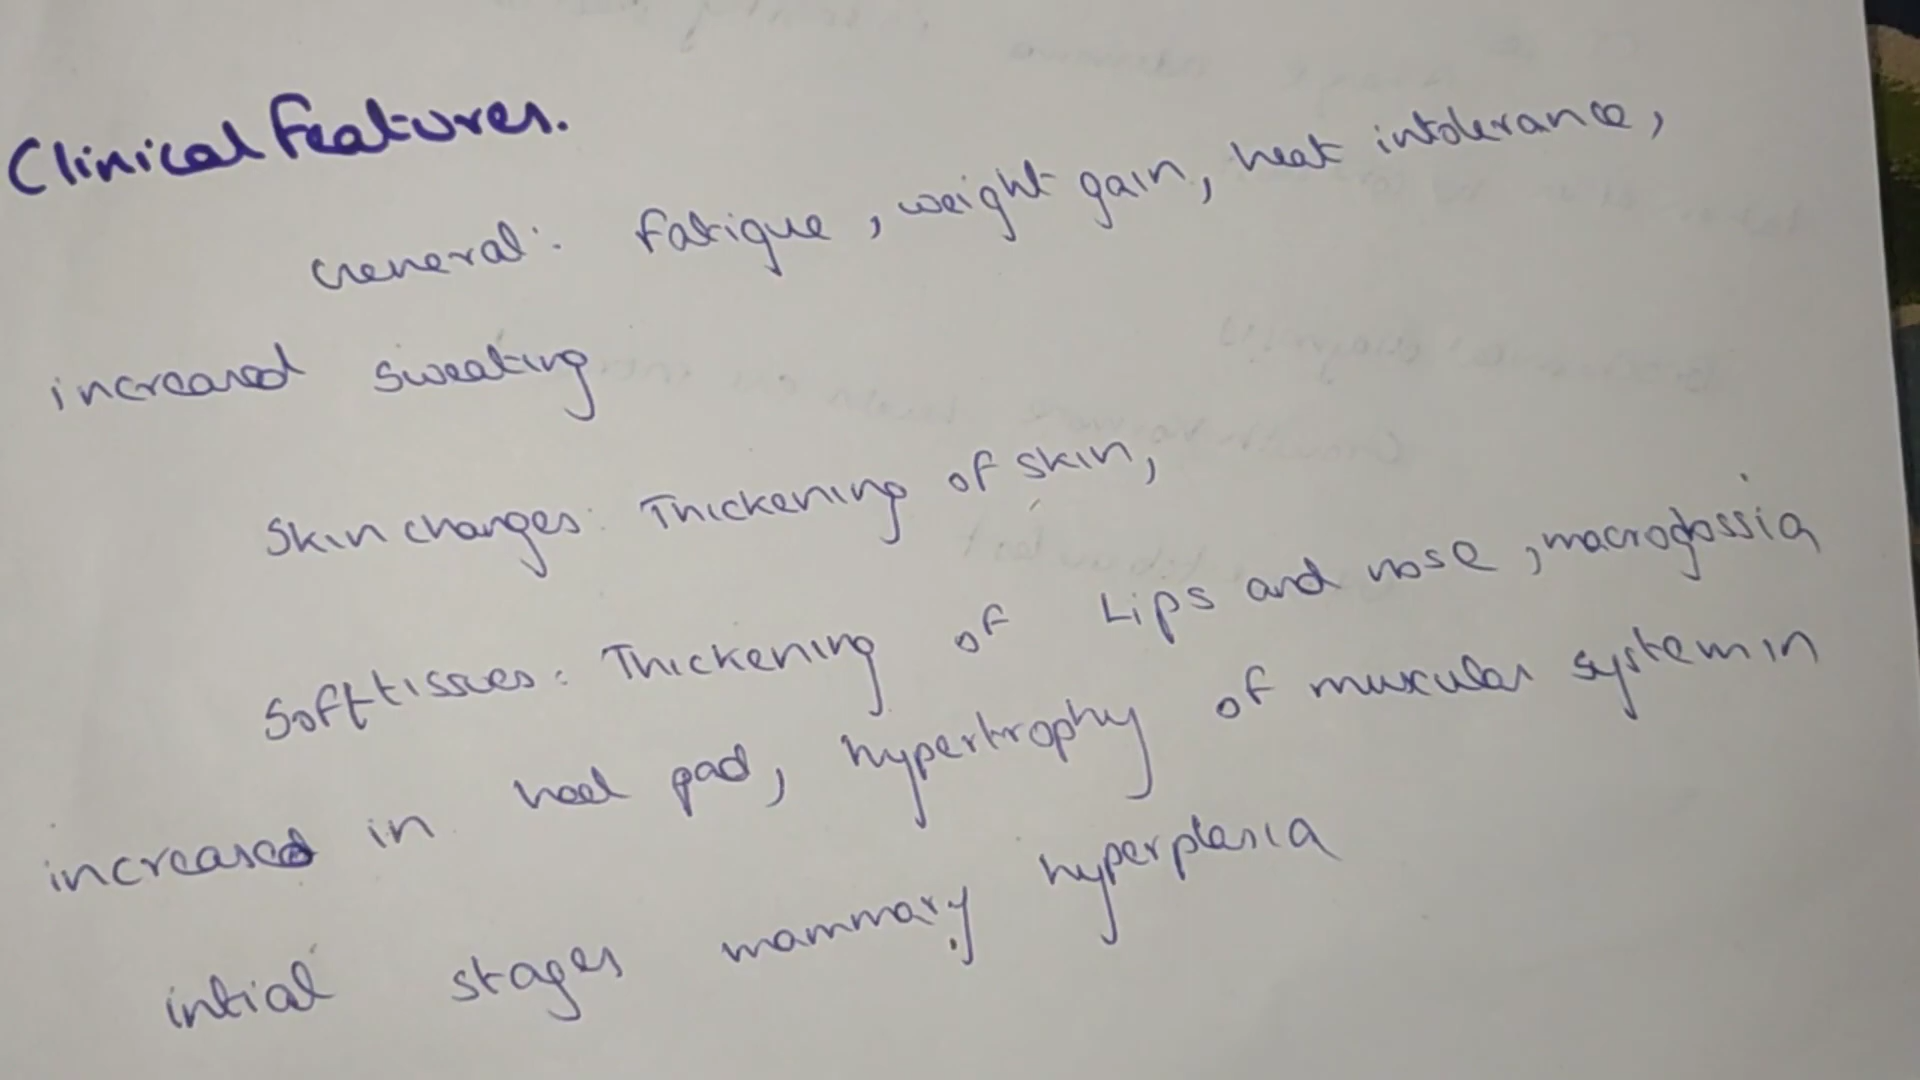 Clinical Features.
General: Fatigue, weight gain, heat intolerance,
increased sweating
Skin changes: Thickening of skin,
Soft tissues: Thickening of Lips and nose, macroglossia
increased in heel pad, hypertrophy of muscular system in
intial stages mammary hyperplasia